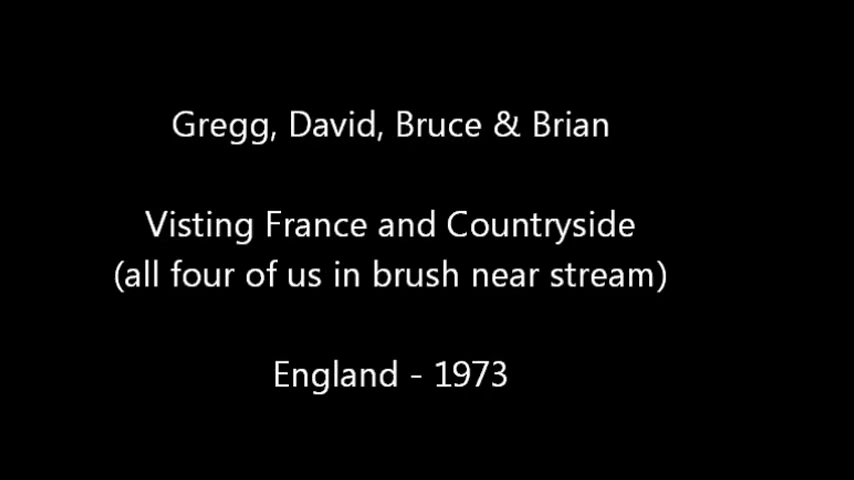 Gregg, David, Bruce & Brian
Visting France and Countryside
(all four of us in brush near stream)
England - 1973